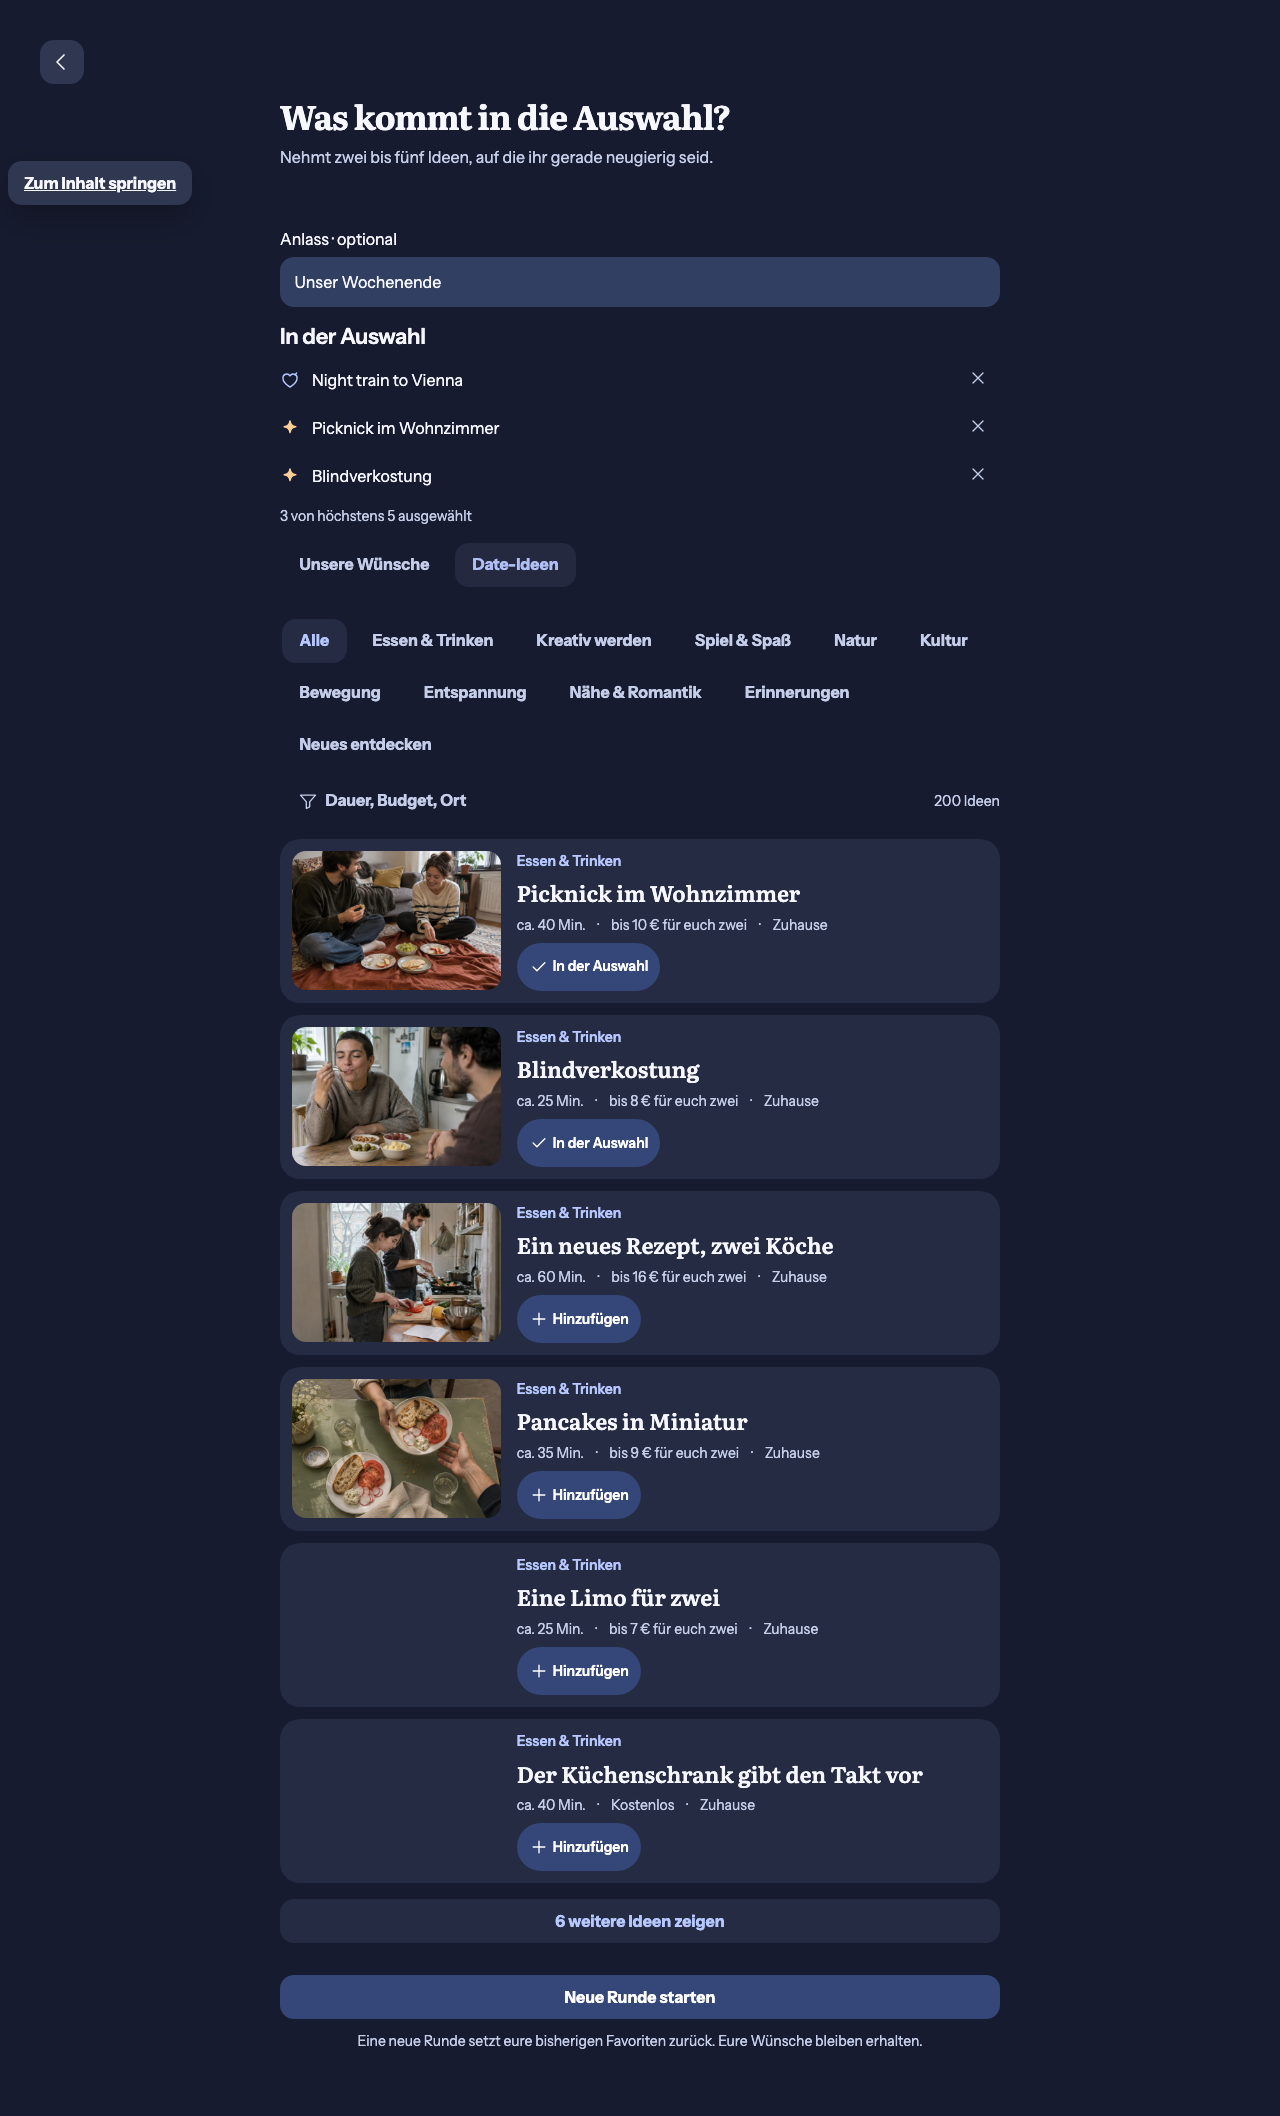 Was kommt in die Auswahl?
Nehmt zwei bis fünf Ideen, auf die ihr gerade neugierig seid.
Zum Inhalt springen
Anlass · optional
Unser Wochenende
In der Auswahl
Night train to Vienna
Picknick im Wohnzimmer
Blindverkostung
3 von höchstens 5 ausgewählt
Unsere Wünsche Date-Ideen
Alle Essen & Trinken Kreativ werden Spiel & Spaß Natur Kultur
Bewegung Entspannung Nähe & Romantik Erinnerungen
Neues entdecken
Dauer, Budget, Ort 200 Ideen
Essen & Trinken
Picknick im Wohnzimmer
ca. 40 Min. · bis 10 € für euch zwei · Zuhause
In der Auswahl
Essen & Trinken
Blindverkostung
ca. 25 Min. · bis 8 € für euch zwei · Zuhause
In der Auswahl
Essen & Trinken
Ein neues Rezept, zwei Köche
ca. 60 Min. · bis 16 € für euch zwei · Zuhause
Hinzufügen
Essen & Trinken
Pancakes in Miniatur
ca. 35 Min. · bis 9 € für euch zwei · Zuhause
Hinzufügen
Essen & Trinken
Eine Limo für zwei
ca. 25 Min. · bis 7 € für euch zwei · Zuhause
Hinzufügen
Essen & Trinken
Der Küchenschrank gibt den Takt vor
ca. 40 Min. · Kostenlos · Zuhause
Hinzufügen
6 weitere Ideen zeigen
Neue Runde starten
Eine neue Runde setzt eure bisherigen Favoriten zurück. Eure Wünsche bleiben erhalten.